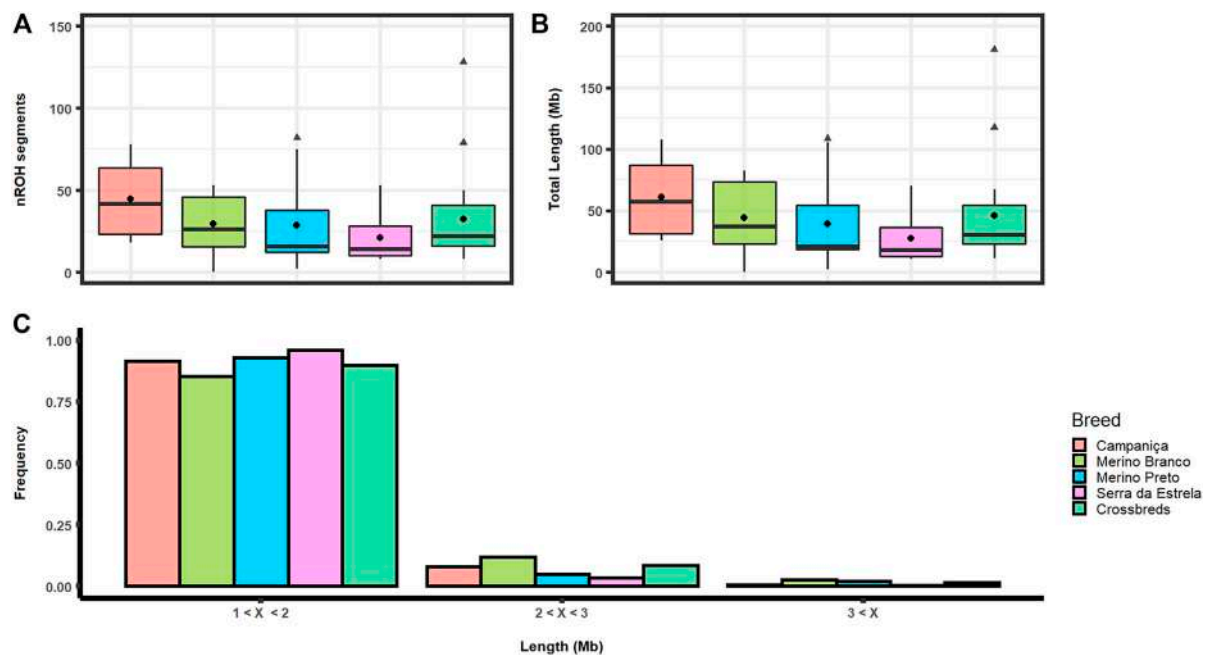 A
nROH segments
150
100
50
0
B
Total Length (Mb)
200
150
100
50
0
C
Frequency
1.00
0.75
0.50
0.25
0.00
1 < X < 2
2 < X < 3
3 < X
Length (Mb)
Breed
Campaniça
Merino Branco
Merino Preto
Serra da Estrela
Crossbreds